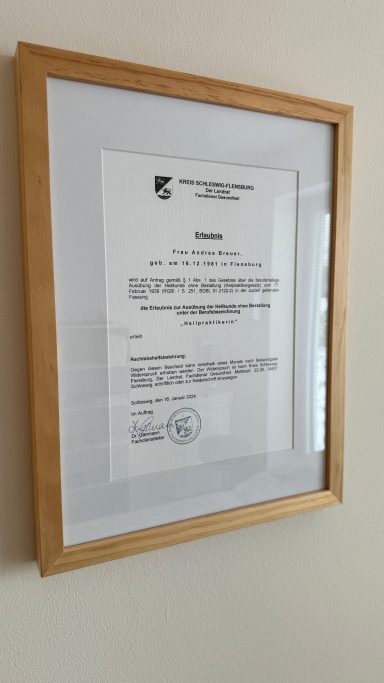 KREIS SCHLESWIG-FLENSBURG
Der Landrat
Fachdienst Gesundheit
Erlaubnis
Frau Andrea Breuer,
geb. am 16.12.1981 in Flensburg
wird auf Antrag gemäß § 1 Abs. 1 des Gesetzes über die berufsmäßige
Ausübung der Heilkunde ohne Bestallung (Heilpraktikergesetz) vom 17.
Februar 1939 (RGBl. I S. 251, BGBl. III 2122-2) in der zurzeit geltenden
Fassung
die Erlaubnis zur Ausübung der Heilkunde ohne Bestallung
unter der Berufsbezeichnung
„Heilpraktikerin"
erteilt.
Rechtsbehelfsbelehrung:
Gegen diesen Bescheid kann innerhalb eines Monats nach Bekanntgabe
Widerspruch erhoben werden. Der Widerspruch ist beim Kreis Schleswig-
Flensburg, Der Landrat, Fachdienst Gesundheit, 24837
Schleswig, schriftlich oder zur Niederschrift einzulegen.
Schleswig, den 16. Januar 2024
Im Auftrag
Fachdienstleiter